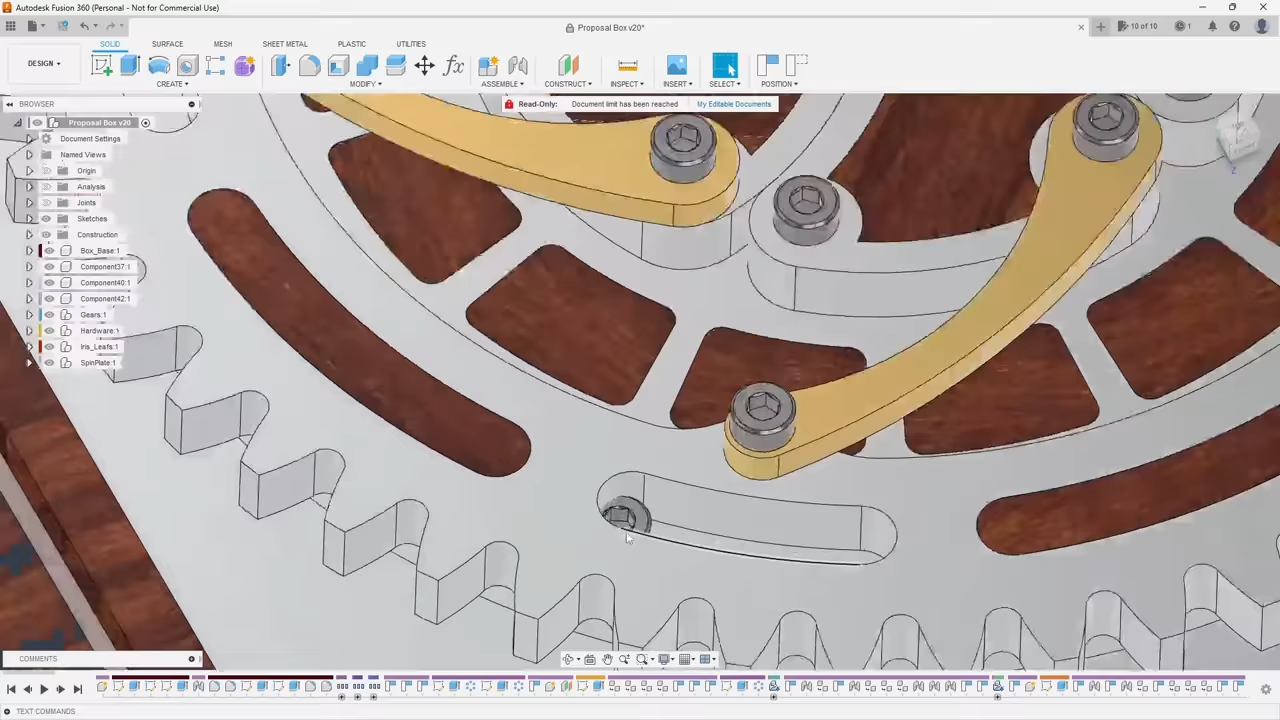 Autodesk Fusion 360 (Personal - Not for Commercial Use)
Proposal Box v20*
10 of 10
1
DESIGN
SOLID
SURFACE
MESH
SHEET METAL
PLASTIC
UTILITIES
CREATE
MODIFY
fx
ASSEMBLE
CONSTRUCT
INSPECT
INSERT
SELECT
POSITION
BROWSER
Read-Only: Document limit has been reached
My Editable Documents
Proposal Box v20
Document Settings
Named Views
Origin
Analysis
Joints
Sketches
Construction
Box_Base:1
Component37:1
Component40:1
Component42:1
Gears:1
Hardware:1
Iris_Leafs:1
SpinPlate:1
Z
COMMENTS
TEXT COMMANDS